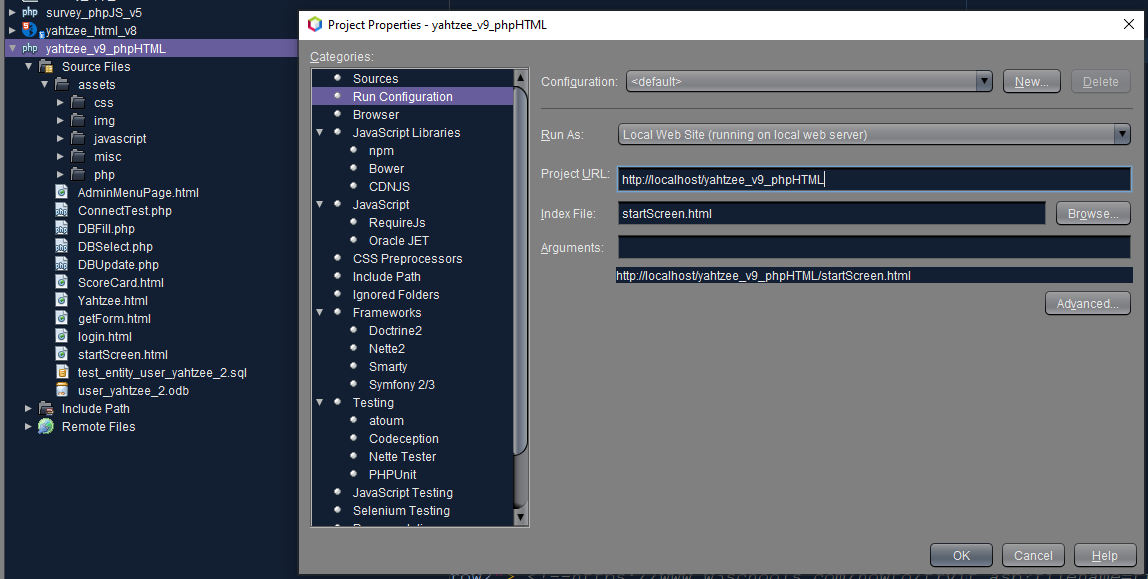 php survey_phpJS_v5
yahtzee_html_v8
php yahtzee_v9_phpHTML
Source Files
assets
css
img
javascript
misc
php
AdminMenuPage.html
ConnectTest.php
DBFill.php
DBSelect.php
DBUpdate.php
ScoreCard.html
Yahtzee.html
getForm.html
login.html
startScreen.html
test_entity_user_yahtzee_2.sql
user_yahtzee_2.odb
Include Path
Remote Files
Project Properties - yahtzee_v9_phpHTML
Categories:
Sources
Run Configuration
Browser
JavaScript Libraries
npm
Bower
CDNJS
JavaScript
RequireJs
Oracle JET
CSS Preprocessors
Include Path
Ignored Folders
Frameworks
Doctrine2
Nette2
Smarty
Symfony 2/3
Testing
atoum
Codeception
Nette Tester
PHPUnit
JavaScript Testing
Selenium Testing
Configuration: <default> New... Delete
Run As: Local Web Site (running on local web server)
Project URL: http://localhost/yahtzee_v9_phpHTML
Index File: startScreen.html Browse...
Arguments:
http://localhost/yahtzee_v9_phpHTML/startScreen.html
Advanced...
OK Cancel Help